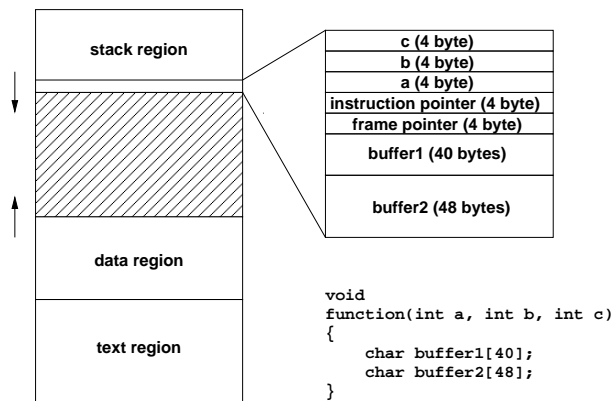 stack region
data region
text region
c (4 byte)
b (4 byte)
a (4 byte)
instruction pointer (4 byte)
frame pointer (4 byte)
buffer1 (40 bytes)
buffer2 (48 bytes)
void
function(int a, int b, int c)
{
    char buffer1[40];
    char buffer2[48];
}